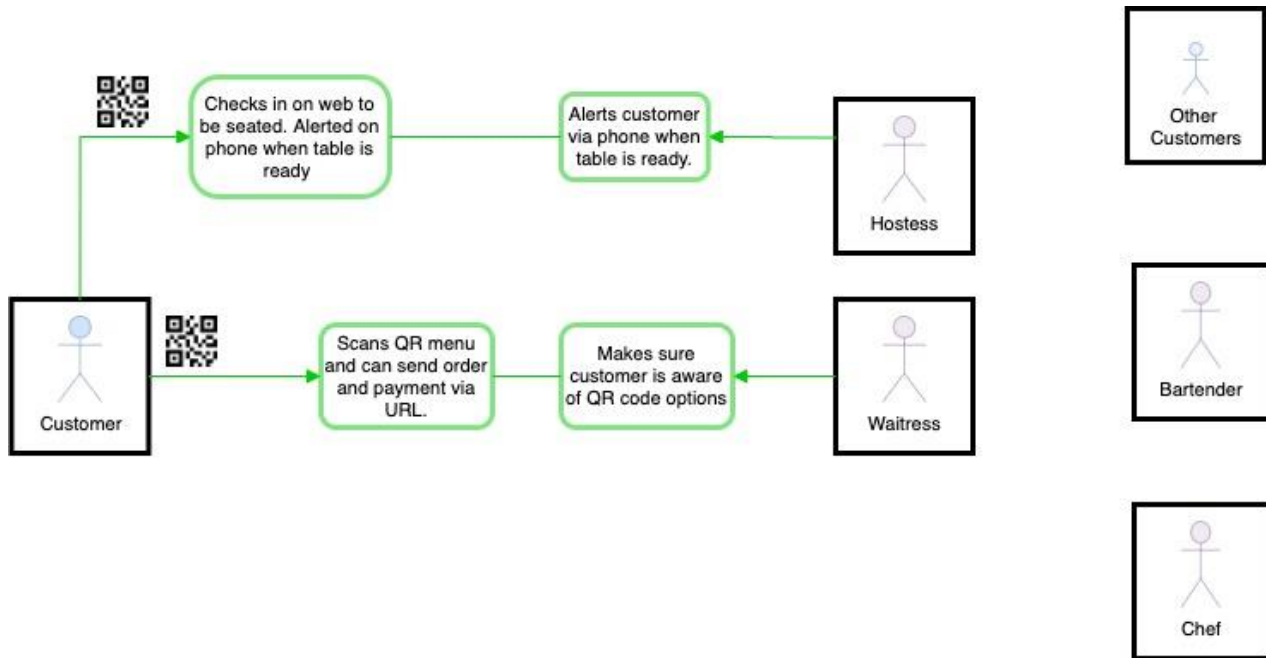 Checks in on web to
be seated. Alerted on
phone when table is
ready
Alerts customer
via phone when
table is ready.
Hostess
Other
Customers
Customer
Scans QR menu
and can send order
and payment via
URL.
Makes sure
customer is aware
of QR code options
Waitress
Bartender
Chef